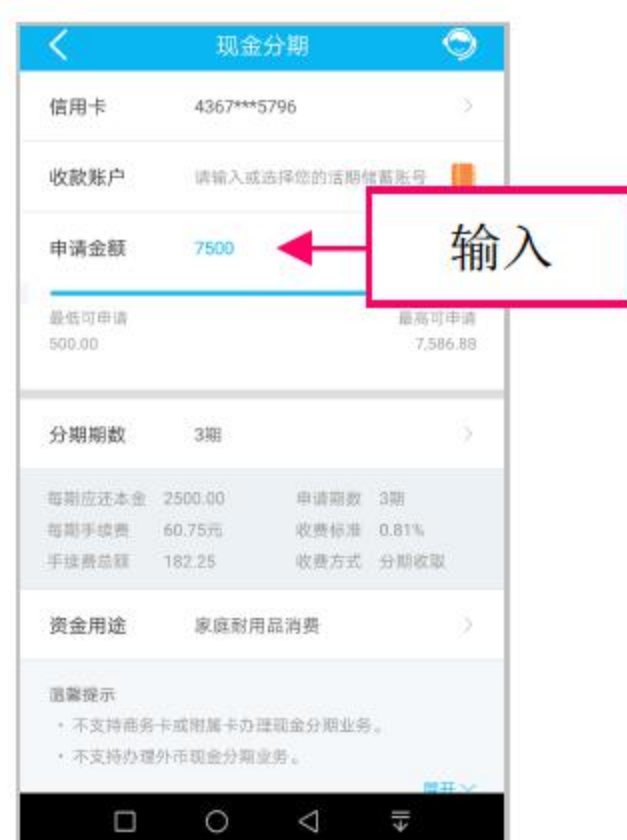 现金分期
信用卡 4367***5796
收款账户 请输入或选择您的活期储蓄账号
申请金额 7500
输入
最低可申请 最高可申请
500.00 7,586.88
分期期数 3期
每期应还本金 2500.00 申请期数 3期
每期手续费 60.75元 收费标准 0.81%
手续费总额 182.25 收费方式 分期收取
资金用途 家庭耐用品消费
温馨提示
· 不支持商务卡或附属卡办理现金分期业务。
· 不支持办理外币现金分期业务。
展开